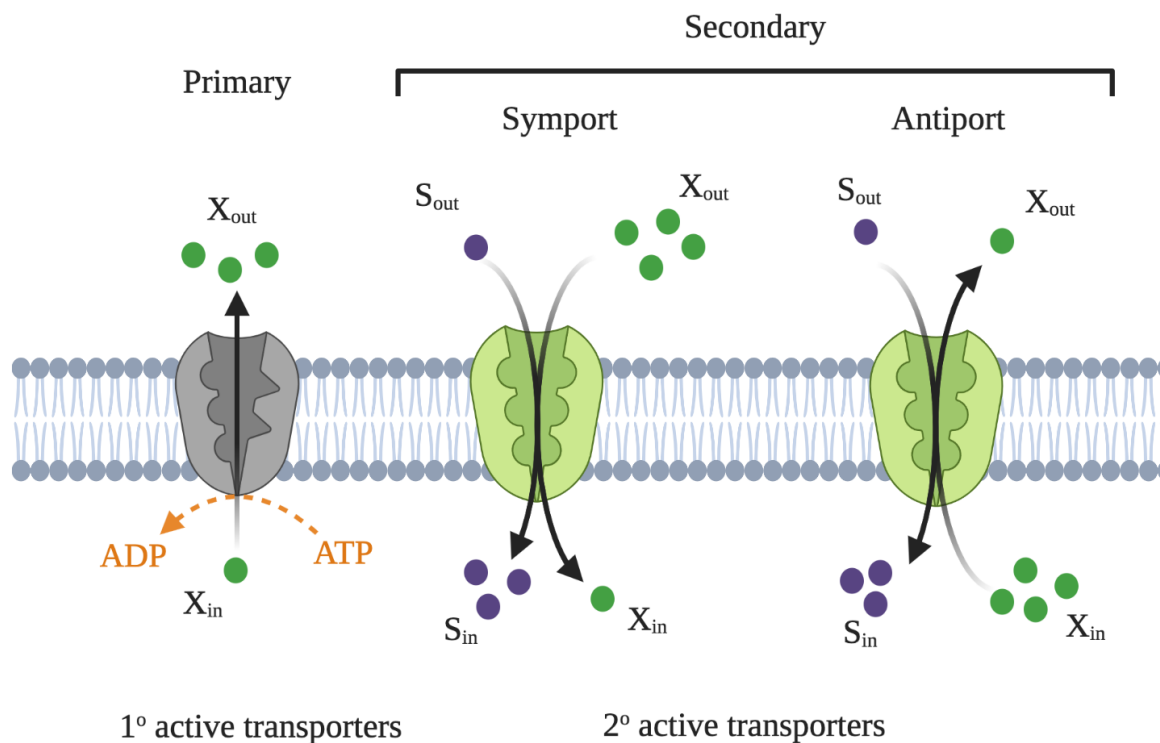 Secondary
Primary
Symport
Antiport
Xout
Sout
Xout
Sout
Xout
ADP
ATP
Xin
Sin
Xin
Sin
Xin
1º active transporters
2º active transporters